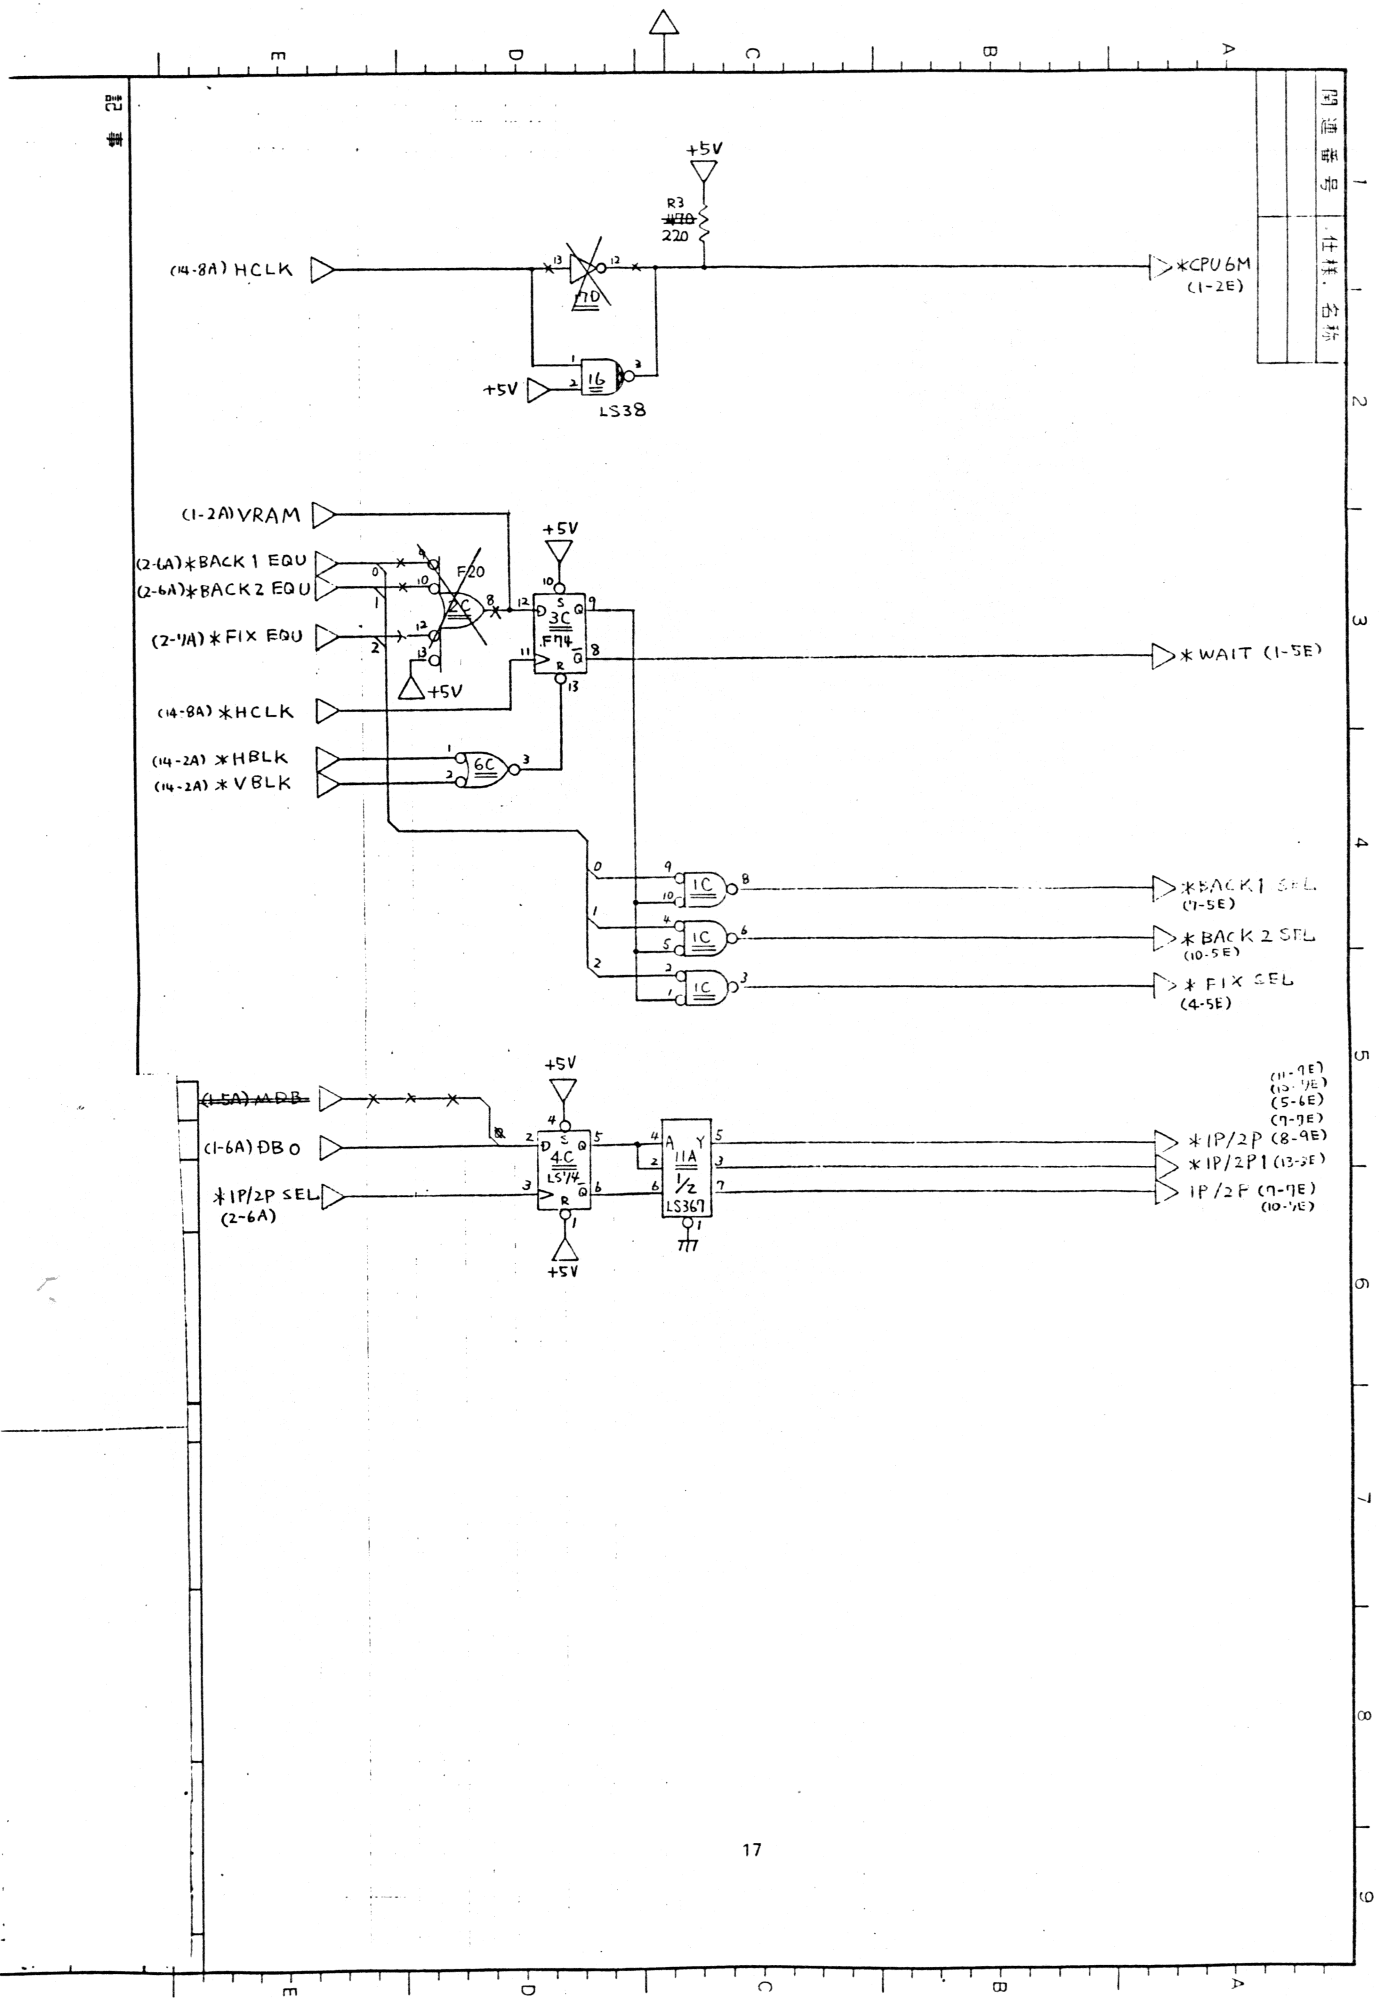 E
D
C
B
A
記事
関連番号
仕様.名称
1
2
3
4
5
6
7
8
9
+5V
R3
470
220
(14-8A) HCLK
13
12
7D
*CPU6M
(1-2E)
1
2
3
16
+5V
LS38
(1-2A) VRAM
+5V
(2-6A) *BACK 1 EQU
0
9
F20
10
(2-6A) *BACK 2 EQU
1
10
2C
8
12
D
S
Q
9
3C
F74
(2-7A) *FIX EQU
2
12
13
11
R
Q
8
*WAIT (1-5E)
+5V
13
(14-8A) *HCLK
(14-2A) *HBLK
1
6C
3
(14-2A) *VBLK
2
0
9
10
1C
8
*BACK1 SEL
(7-5E)
1
4
5
1C
6
*BACK 2 SEL
(10-5E)
2
2
1
1C
3
*FIX SEL
(4-5E)
+5V
(1-5A) MDB
4
(5-6E)
(7-7E)
(1-6A) DB0
2
D
S
Q
5
4C
LS74
4
A
Y
5
*1P/2P (8-9E)
2
11A
3
*1P/2P1 (13-3E)
*1P/2P SEL
(2-6A)
3
R
Q
6
6
1/2
7
1P/2P (7-7E)
LS367
1
1
+5V
17
E
D
C
B
A